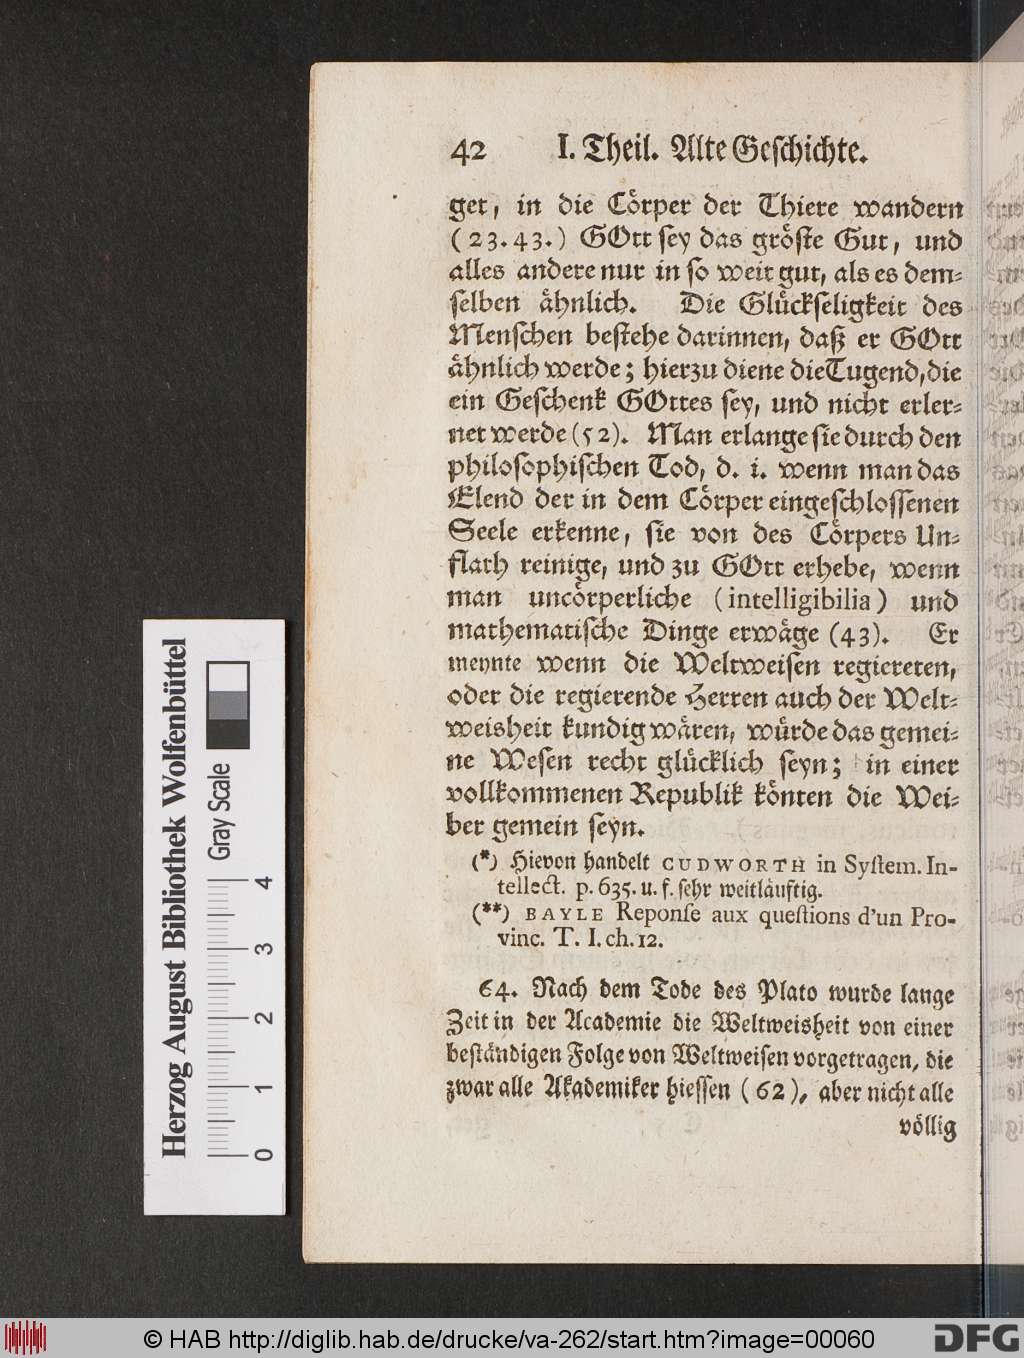 42 I. Theil. Alte Geschichte.
get, in die Cörper der Thiere wandern
(23.43.) GOtt sey das gröste Gut, und
alles andere nur in so weit gut, als es dem-
selben ähnlich. Die Glückseligkeit des
Menschen bestehe darinnen, daß er GOtt
ähnlich werde; hierzu diene die Tugend, die
ein Geschenk GOttes sey, und nicht erler-
net werde (52). Man erlange sie durch den
philosophischen Tod, d. i. wenn man das
Elend der in dem Cörper eingeschlossenen
Seele erkenne, sie von des Cörpers Un-
flath reinige, und zu GOtt erhebe, wenn
man uncörperliche (intelligibilia) und
mathematische Dinge erwäge (43). Er
meynte wenn die Weltweisen regiereten,
oder die regierende Herren auch der Welt-
weisheit kundig wären, würde das gemei-
ne Wesen recht glücklich seyn; in einer
vollkommenen Republik könten die Wei-
ber gemein seyn.
(*) Hievon handelt CUDWORTH in System. In-
tellect. p. 635. u. f. sehr weitläuftig.
(**) BAYLE Reponse aux questions d'un Pro-
vinc. T. I. ch. 12.
64. Nach dem Tode des Plato wurde lange
Zeit in der Academie die Weltweisheit von einer
beständigen Folge von Weltweisen vorgetragen, die
zwar alle Akademiker hiessen (62), aber nicht alle
völlig
Herzog August Bibliothek Wolfenbüttel
Gray Scale
0 1 2 3 4
© HAB http://diglib.hab.de/drucke/va-262/start.htm?image=00060
DFG